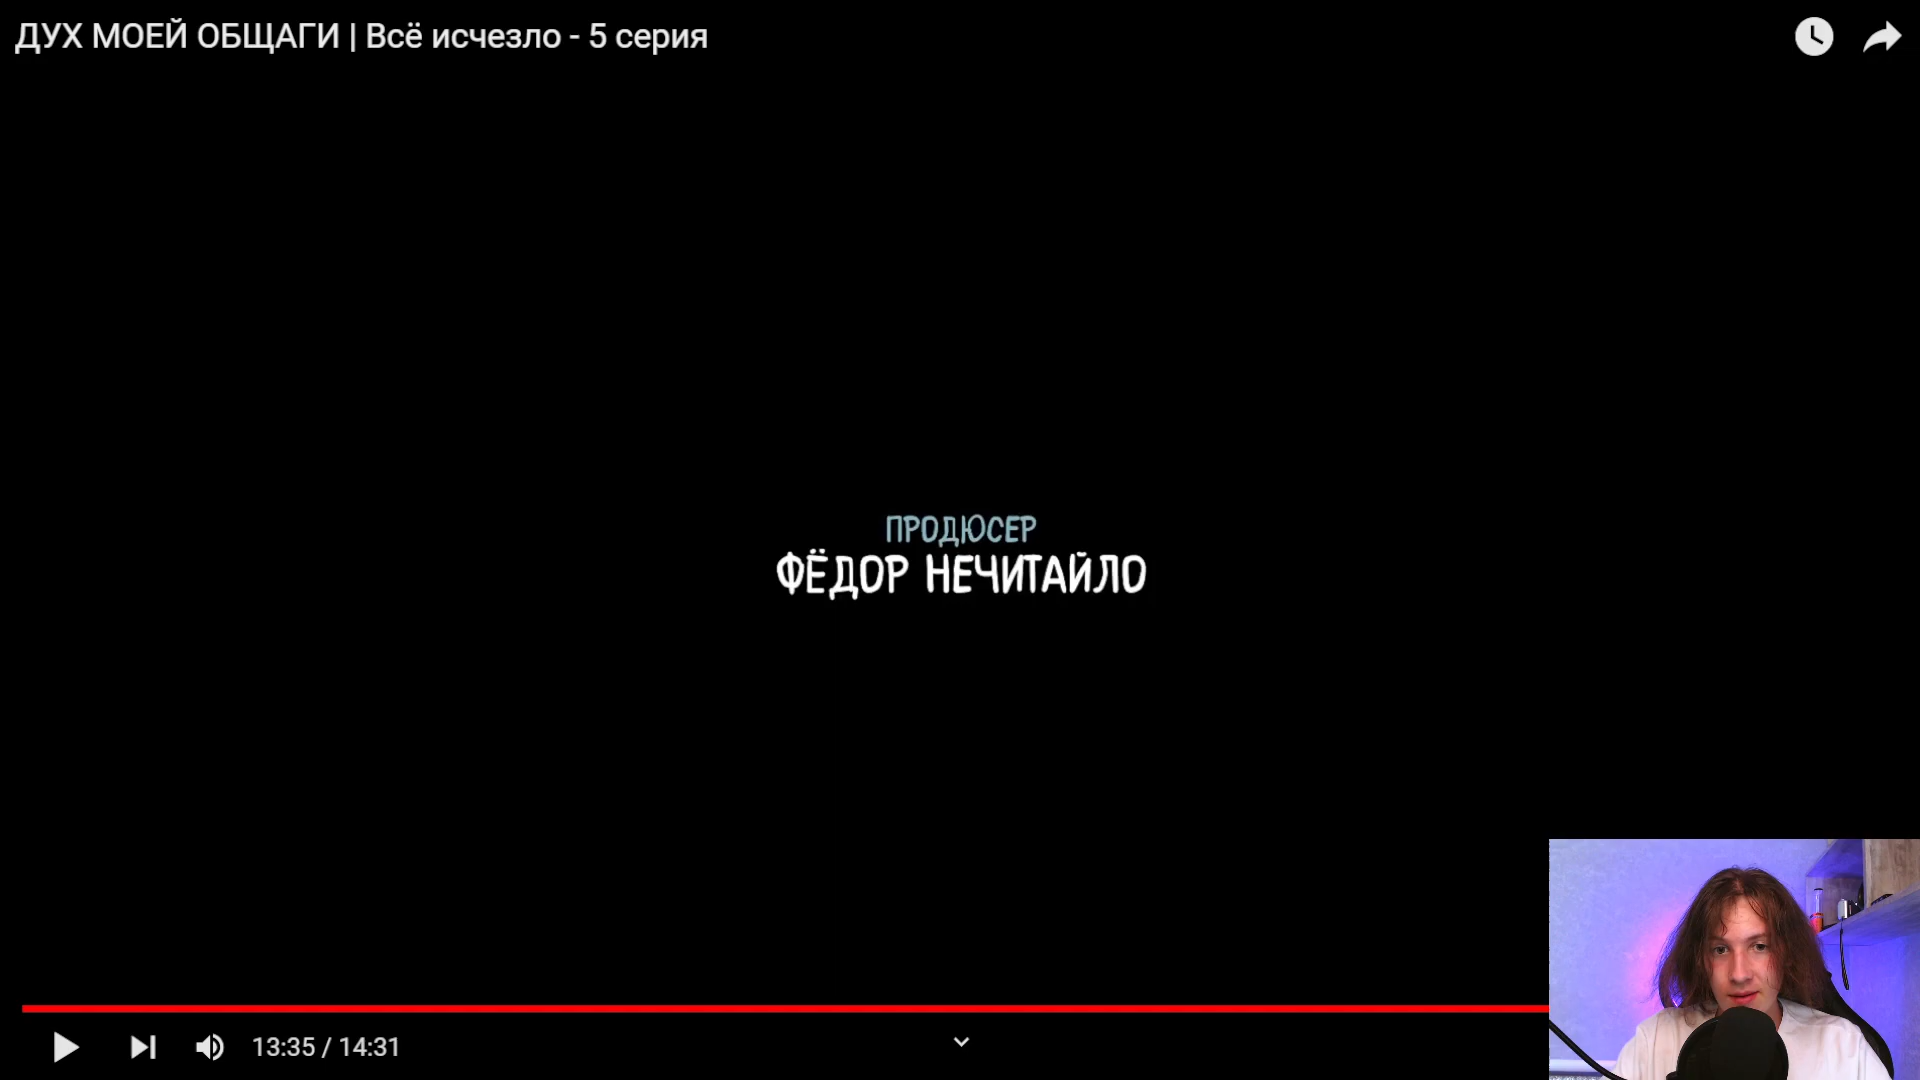 ДУХ МОЕЙ ОБЩАГИ | Всё исчезло - 5 серия
ПРОДЮСЕР
ФЁДОР НЕЧИТАЙЛО
13:35 / 14:31